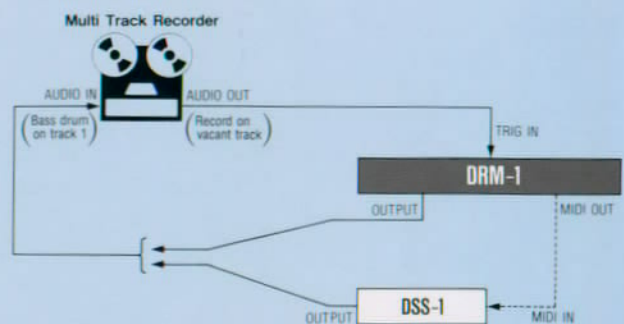 Multi Track Recorder
AUDIO IN
AUDIO OUT
(Bass drum
on track 1)
(Record on
vacant track)
TRIG IN
DRM-1
OUTPUT
MIDI OUT
DSS-1
OUTPUT
MIDI IN